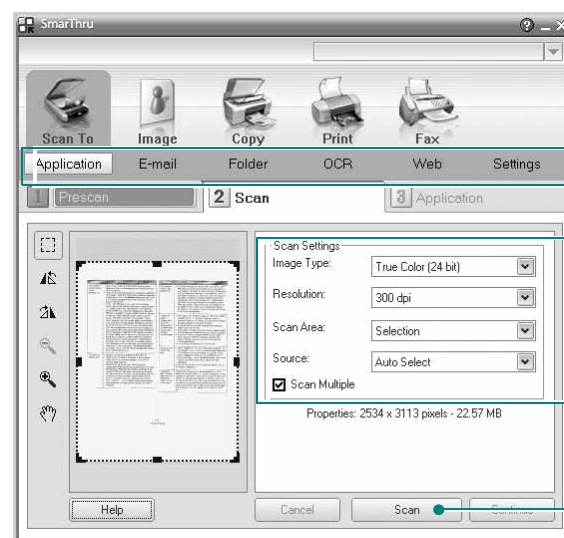 SmarThru
Scan To Image Copy Print Fax
Application E-mail Folder OCR Web Settings
1 Prescan 2 Scan 3 Application
Scan Settings
Image Type: True Color (24 bit)
Resolution: 300 dpi
Scan Area: Selection
Source: Auto Select
Scan Multiple
Properties: 2534 x 3113 pixels - 22.57 MB
Help Cancel Scan Continue